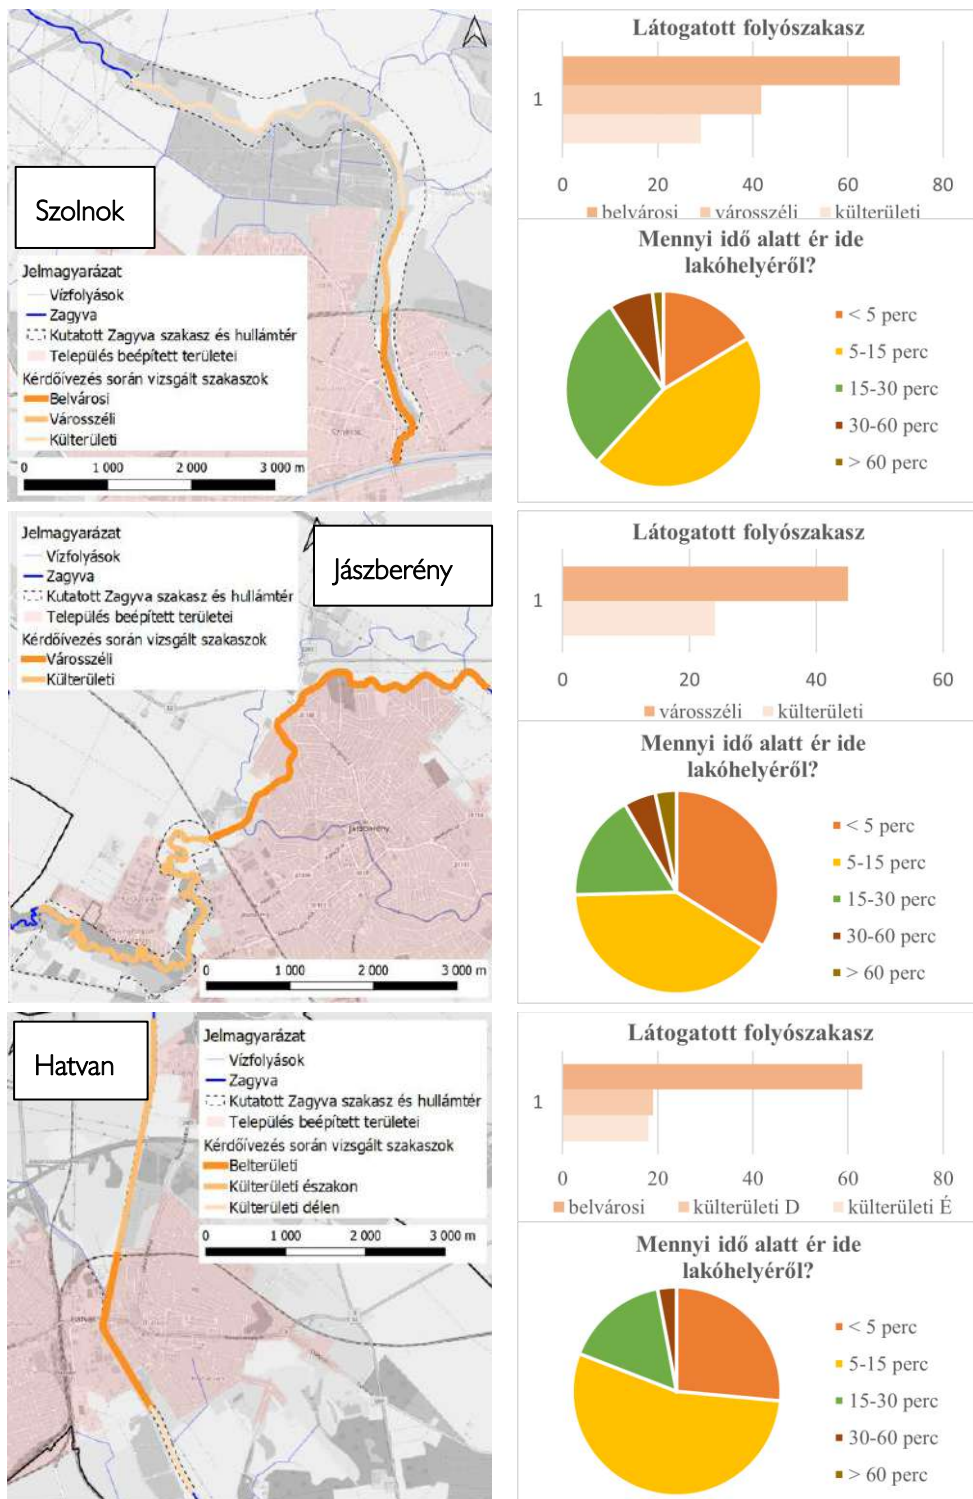 Szolnok
Jelmagyarázat
Vízfolyások
Zagyva
Kutatott Zagyva szakasz és hullámtér
Település beépített területei
Kérdőívezés során vizsgált szakaszok
Belvárosi
Városszéli
Külterületi
0 1 000 2 000 3 000 m
Látogatott folyószakasz
1
0 20 40 60 80
belvárosi városszéli külterületi
Mennyi idő alatt ér ide
lakóhelyéről?
< 5 perc
5-15 perc
15-30 perc
30-60 perc
> 60 perc
Jászberény
Jelmagyarázat
Vízfolyások
Zagyva
Kutatott Zagyva szakasz és hullámtér
Település beépített területei
Kérdőívezés során vizsgált szakaszok
Városszéli
Külterületi
Jászberény
0 1 000 2 000 3 000 m
Látogatott folyószakasz
1
0 20 40 60
városszéli külterületi
Mennyi idő alatt ér ide
lakóhelyéről?
< 5 perc
5-15 perc
15-30 perc
30-60 perc
> 60 perc
Hatvan
Jelmagyarázat
Vízfolyások
Zagyva
Kutatott Zagyva szakasz és hullámtér
Település beépített területei
Kérdőívezés során vizsgált szakaszok
Belterületi
Külterületi északon
Külterületi délen
0 1 000 2 000 3 000 m
Hatvan
Látogatott folyószakasz
1
0 20 40 60 80
belvárosi külterületi D külterületi É
Mennyi idő alatt ér ide
lakóhelyéről?
< 5 perc
5-15 perc
15-30 perc
30-60 perc
> 60 perc